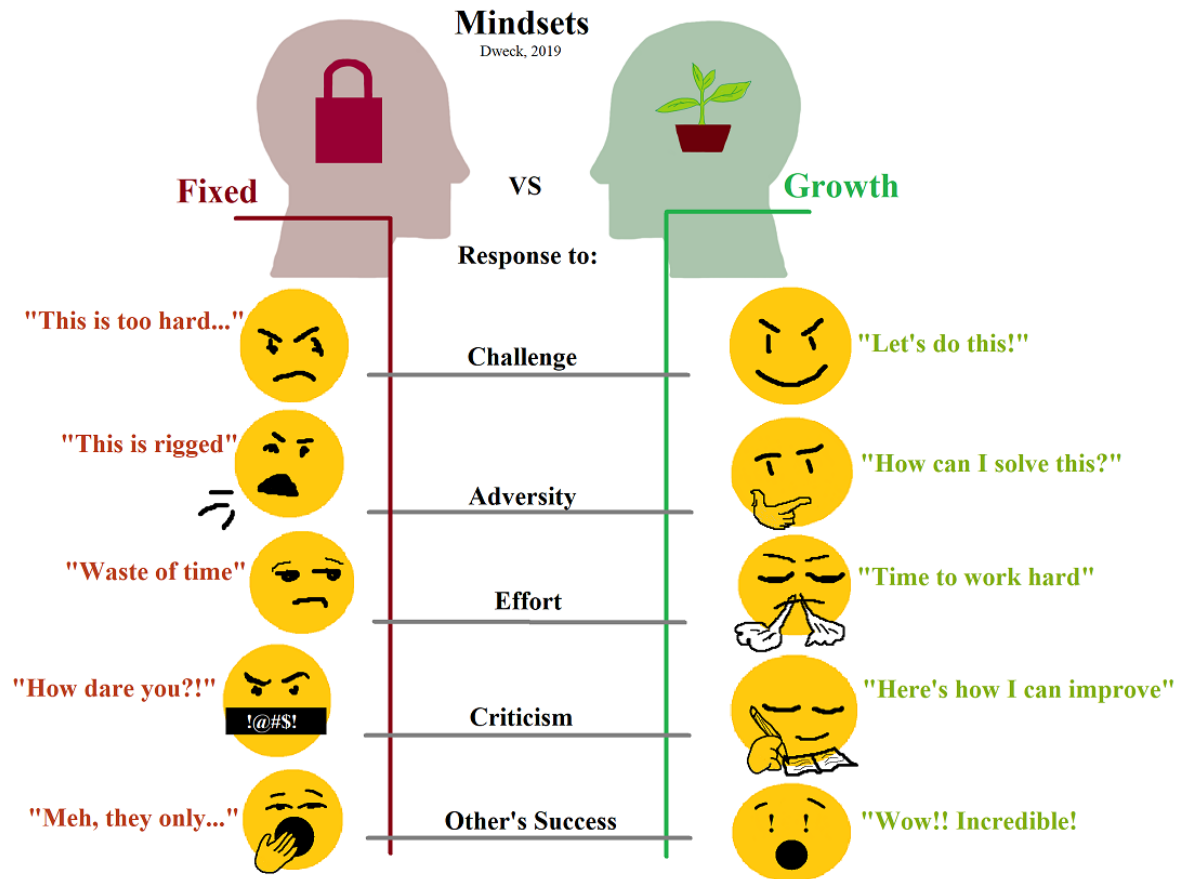 Mindsets
Dweck, 2019
Fixed
VS
Growth
Response to:
"This is too hard..."
Challenge
"Let's do this!"
"This is rigged"
Adversity
"How can I solve this?"
"Waste of time"
Effort
"Time to work hard"
"How dare you?!"
!@#$!
Criticism
"Here's how I can improve"
"Meh, they only..."
Other's Success
"Wow!! Incredible!